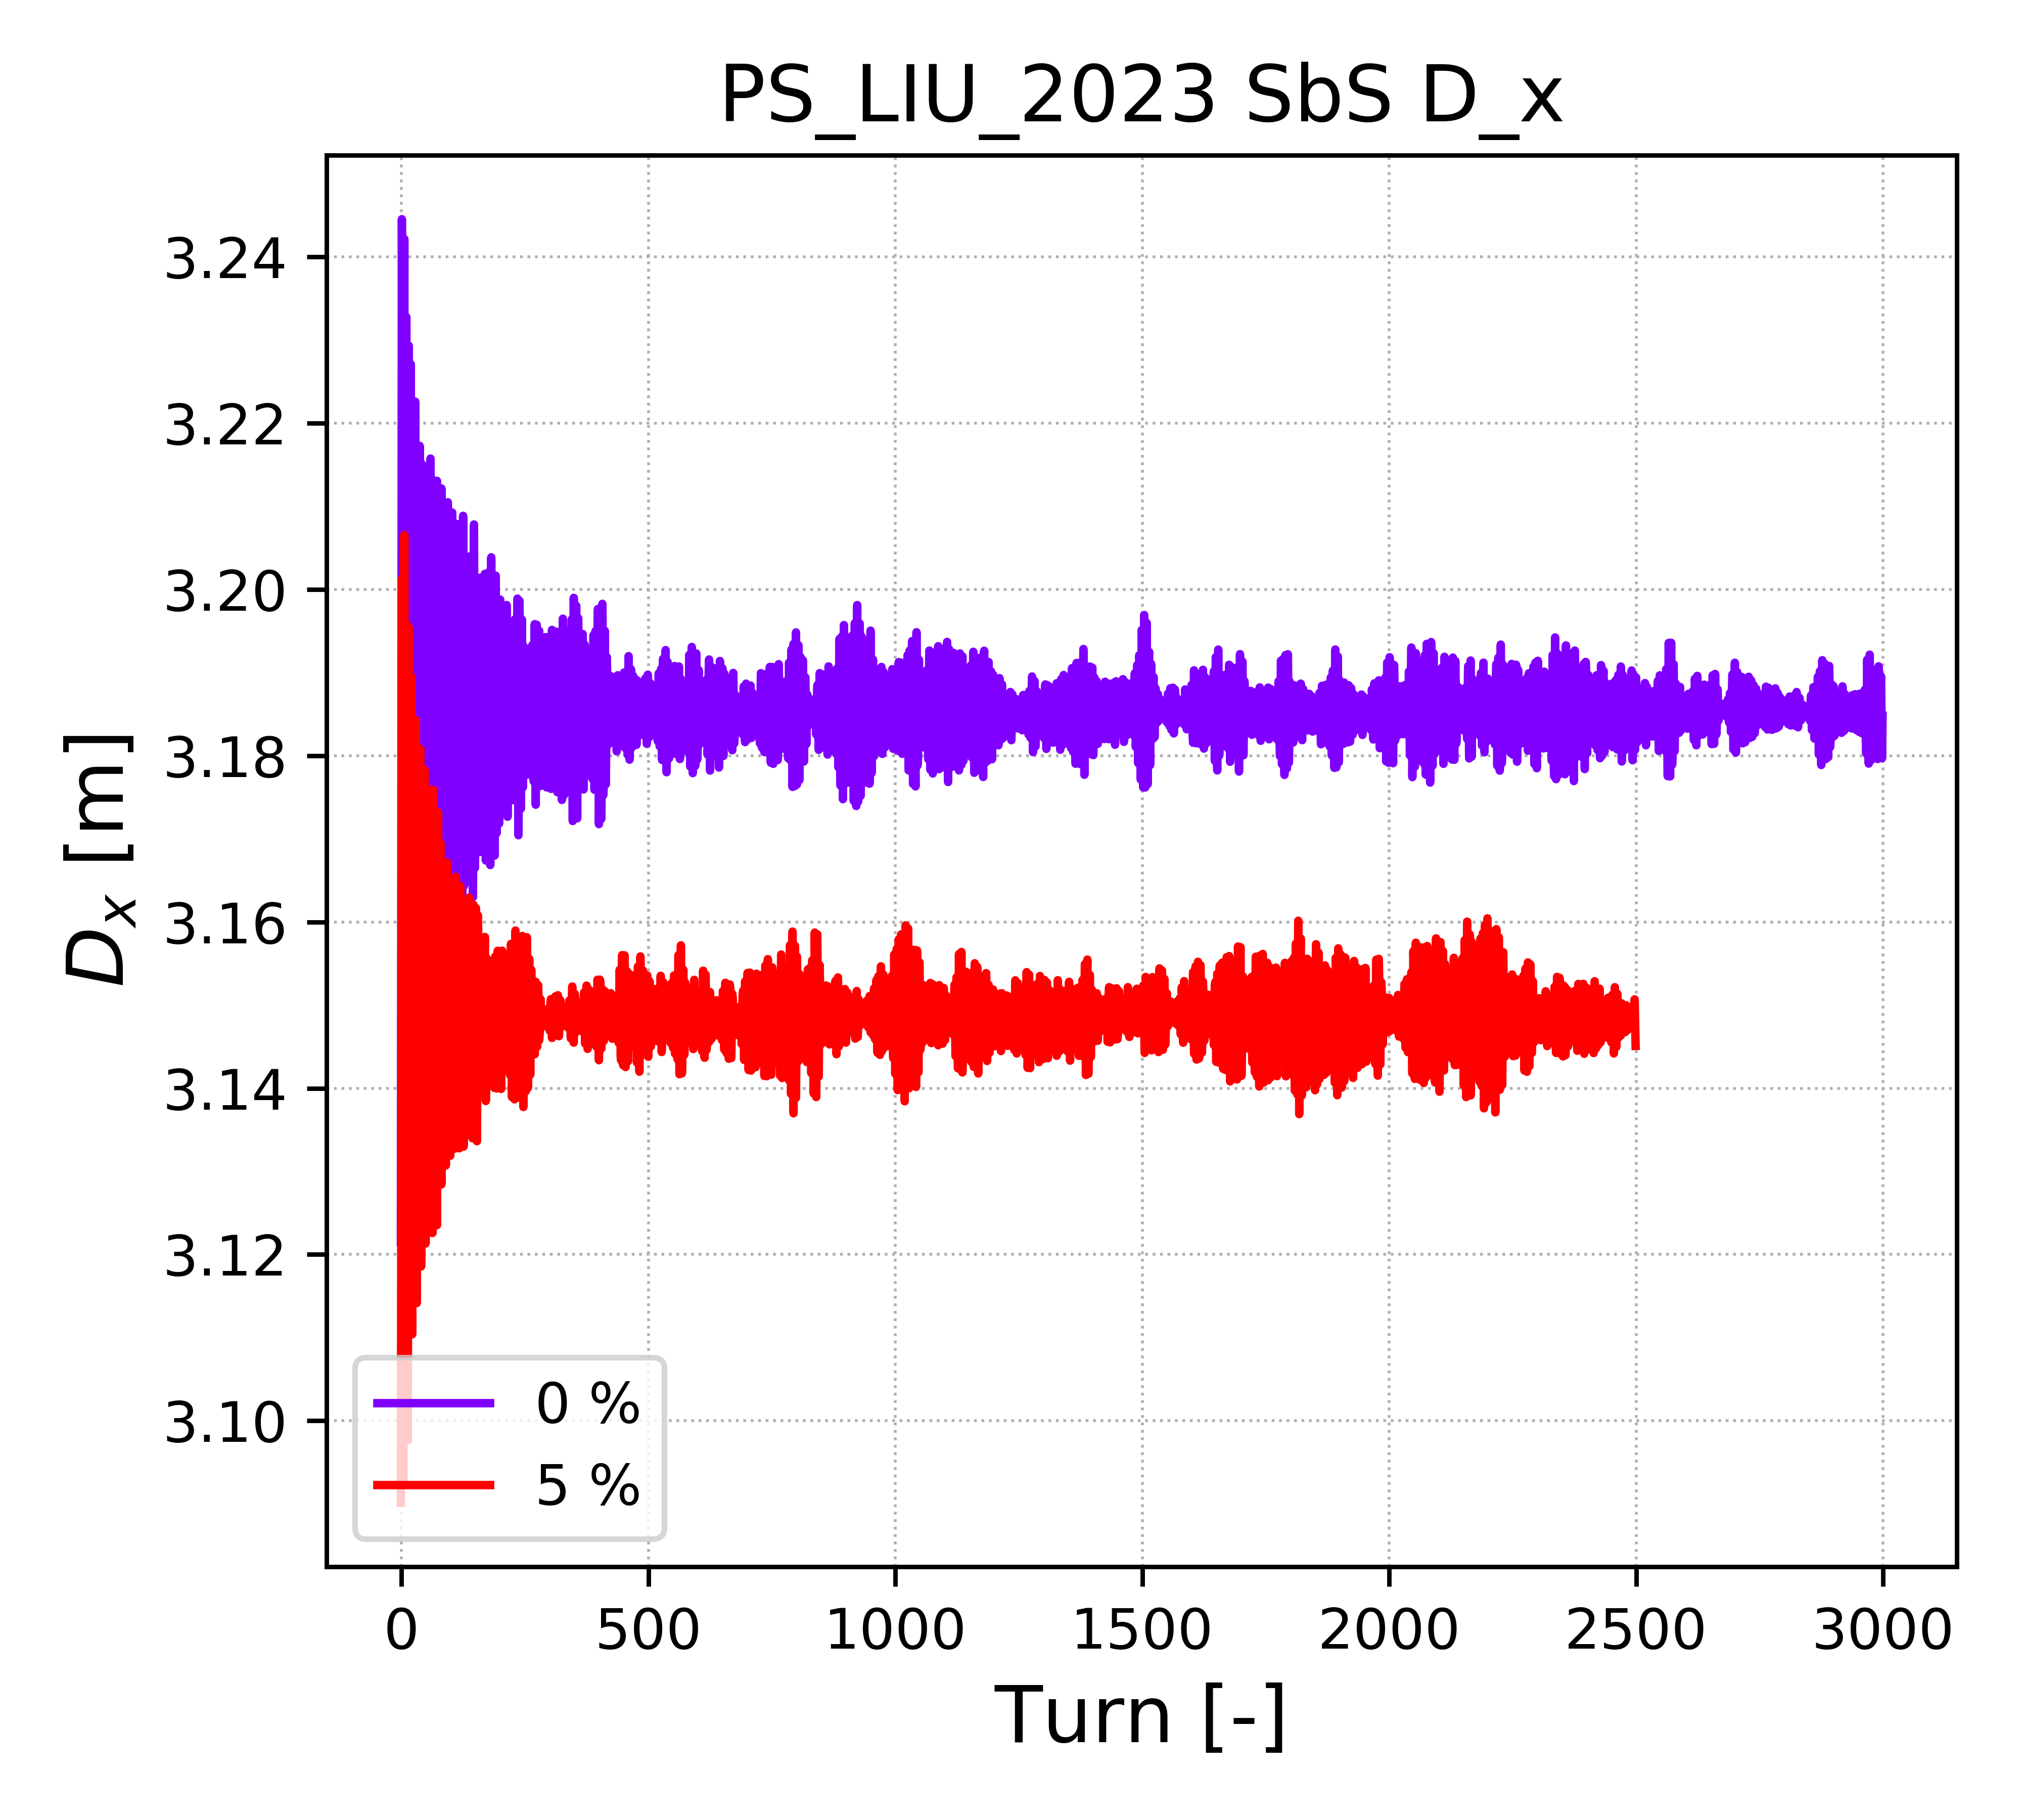 PS_LIU_2023 SbS D_x
3.24
3.22
3.20
3.18
3.16
3.14
3.12
3.10
D_x [m]
0 %
5 %
0 500 1000 1500 2000 2500 3000
Turn [-]